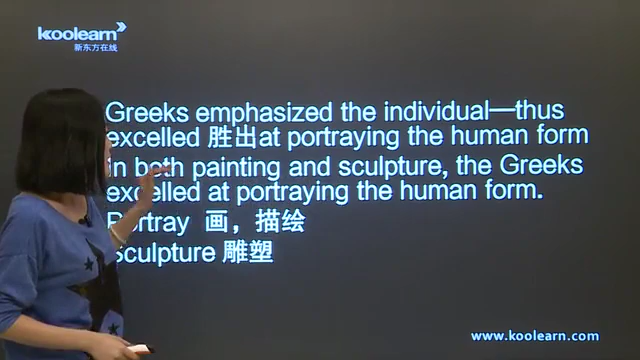 koolearn
新东方在线
Greeks emphasized the individual—thus
excelled 胜出at portraying the human form
in both painting and sculpture, the Greeks
excelled at portraying the human form.
Portray 画，描绘
Sculpture 雕塑
www.koolearn.com